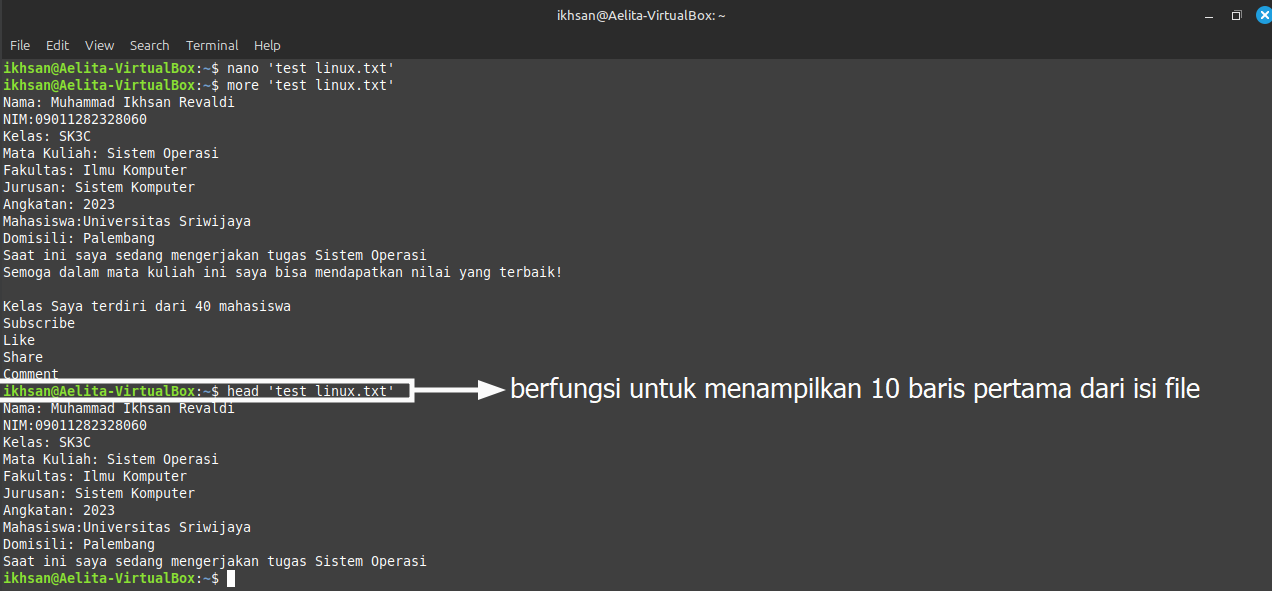 ikhsan@Aelita-VirtualBox: ~
File Edit View Search Terminal Help
ikhsan@Aelita-VirtualBox:~$ nano 'test linux.txt'
ikhsan@Aelita-VirtualBox:~$ more 'test linux.txt'
Nama: Muhammad Ikhsan Revaldi
NIM:09011282328060
Kelas: SK3C
Mata Kuliah: Sistem Operasi
Fakultas: Ilmu Komputer
Jurusan: Sistem Komputer
Angkatan: 2023
Mahasiswa:Universitas Sriwijaya
Domisili: Palembang
Saat ini saya sedang mengerjakan tugas Sistem Operasi
Semoga dalam mata kuliah ini saya bisa mendapatkan nilai yang terbaik!

Kelas Saya terdiri dari 40 mahasiswa
Subscribe
Like
Share
Comment
ikhsan@Aelita-VirtualBox:~$ head 'test linux.txt'
berfungsi untuk menampilkan 10 baris pertama dari isi file
Nama: Muhammad Ikhsan Revaldi
NIM:09011282328060
Kelas: SK3C
Mata Kuliah: Sistem Operasi
Fakultas: Ilmu Komputer
Jurusan: Sistem Komputer
Angkatan: 2023
Mahasiswa:Universitas Sriwijaya
Domisili: Palembang
Saat ini saya sedang mengerjakan tugas Sistem Operasi
ikhsan@Aelita-VirtualBox:~$